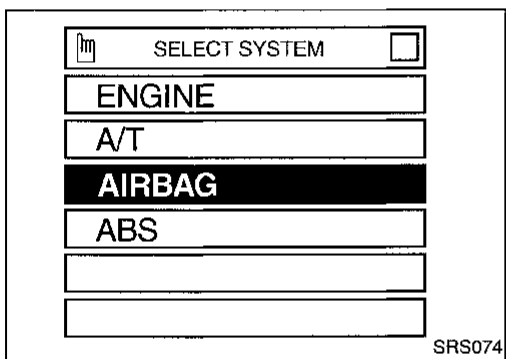 SELECT SYSTEM
ENGINE
A/T
AIRBAG
ABS
SRS074